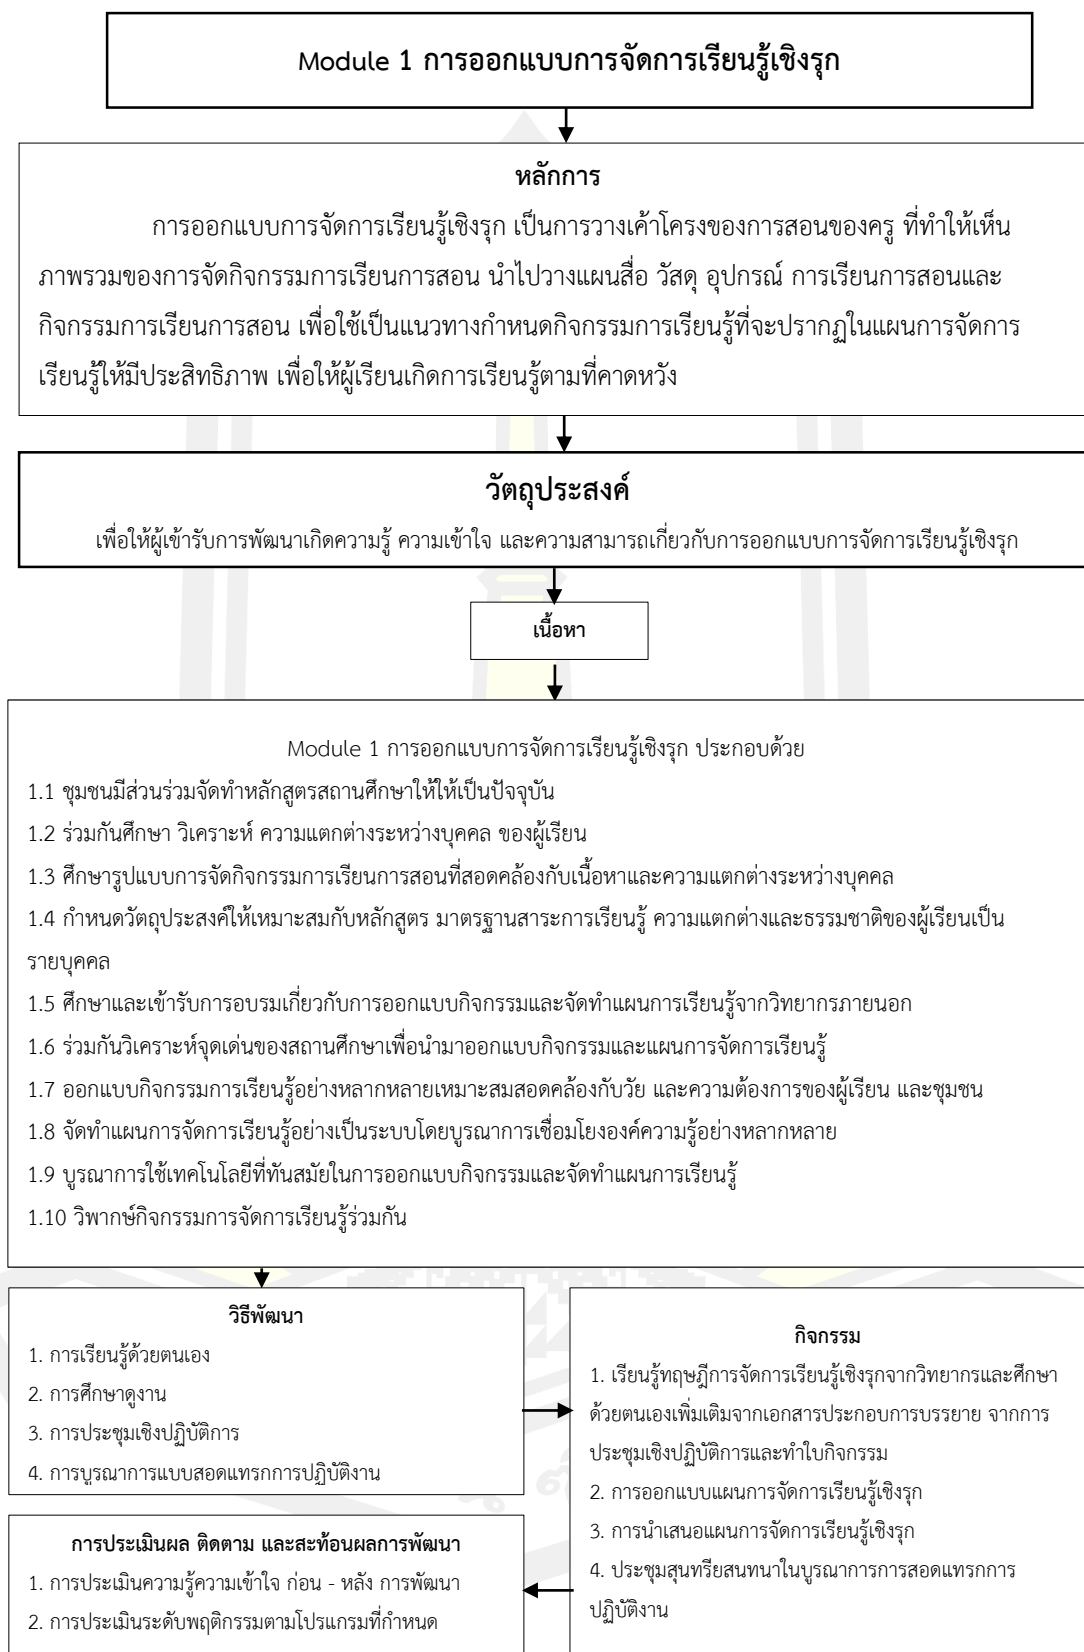 Module 1 การออกแบบการจัดการเรียนรู้เชิงรุก
หลักการ
การออกแบบการจัดการเรียนรู้เชิงรุก เป็นการวางเค้าโครงของการสอนของครู ที่ทำให้เห็น
ภาพรวมของการจัดกิจกรรมการเรียนการสอน นำไปวางแผนสื่อ วัสดุ อุปกรณ์ การเรียนการสอนและ
กิจกรรมการเรียนการสอน เพื่อใช้เป็นแนวทางกำหนดกิจกรรมการเรียนรู้ที่จะปรากฏในแผนการจัดการ
เรียนรู้ให้มีประสิทธิภาพ เพื่อให้ผู้เรียนเกิดการเรียนรู้ตามที่คาดหวัง
วัตถุประสงค์
เพื่อให้ผู้เข้ารับการพัฒนาเกิดความรู้ ความเข้าใจ และความสามารถเกี่ยวกับการออกแบบการจัดการเรียนรู้เชิงรุก
เนื้อหา
Module 1 การออกแบบการจัดการเรียนรู้เชิงรุก ประกอบด้วย
1.1 ชุมชนมีส่วนร่วมจัดทำหลักสูตรสถานศึกษาให้ให้เป็นปัจจุบัน
1.2 ร่วมกันศึกษา วิเคราะห์ ความแตกต่างระหว่างบุคคล ของผู้เรียน
1.3 ศึกษารูปแบบการจัดกิจกรรมการเรียนการสอนที่สอดคล้องกับเนื้อหาและความแตกต่างระหว่างบุคคล
1.4 กำหนดวัตถุประสงค์ให้เหมาะสมกับหลักสูตร มาตรฐานสาระการเรียนรู้ ความแตกต่างและธรรมชาติของผู้เรียนเป็น
รายบุคคล
1.5 ศึกษาและเข้ารับการอบรมเกี่ยวกับการออกแบบกิจกรรมและจัดทำแผนการเรียนรู้จากวิทยากรภายนอก
1.6 ร่วมกันวิเคราะห์จุดเด่นของสถานศึกษาเพื่อนำมาออกแบบกิจกรรมและแผนการจัดการเรียนรู้
1.7 ออกแบบกิจกรรมการเรียนรู้อย่างหลากหลายเหมาะสมสอดคล้องกับวัย และความต้องการของผู้เรียน และชุมชน
1.8 จัดทำแผนการจัดการเรียนรู้อย่างเป็นระบบโดยบูรณาการเชื่อมโยงองค์ความรู้อย่างหลากหลาย
1.9 บูรณาการใช้เทคโนโลยีที่ทันสมัยในการออกแบบกิจกรรมและจัดทำแผนการเรียนรู้
1.10 วิพากษ์กิจกรรมการจัดการเรียนรู้ร่วมกัน
วิธีพัฒนา
1. การเรียนรู้ด้วยตนเอง
2. การศึกษาดูงาน
3. การประชุมเชิงปฏิบัติการ
4. การบูรณาการแบบสอดแทรกการปฏิบัติงาน
กิจกรรม
1. เรียนรู้ทฤษฎีการจัดการเรียนรู้เชิงรุกจากวิทยากรและศึกษา
ด้วยตนเองเพิ่มเติมจากเอกสารประกอบการบรรยาย จากการ
ประชุมเชิงปฏิบัติการและทำใบกิจกรรม
2. การออกแบบแผนการจัดการเรียนรู้เชิงรุก
3. การนำเสนอแผนการจัดการเรียนรู้เชิงรุก
4. ประชุมสุนทรียสนทนาในบูรณาการการสอดแทรกการ
ปฏิบัติงาน
การประเมินผล ติดตาม และสะท้อนผลการพัฒนา
1. การประเมินความรู้ความเข้าใจ ก่อน - หลัง การพัฒนา
2. การประเมินระดับพฤติกรรมตามโปรแกรมที่กำหนด